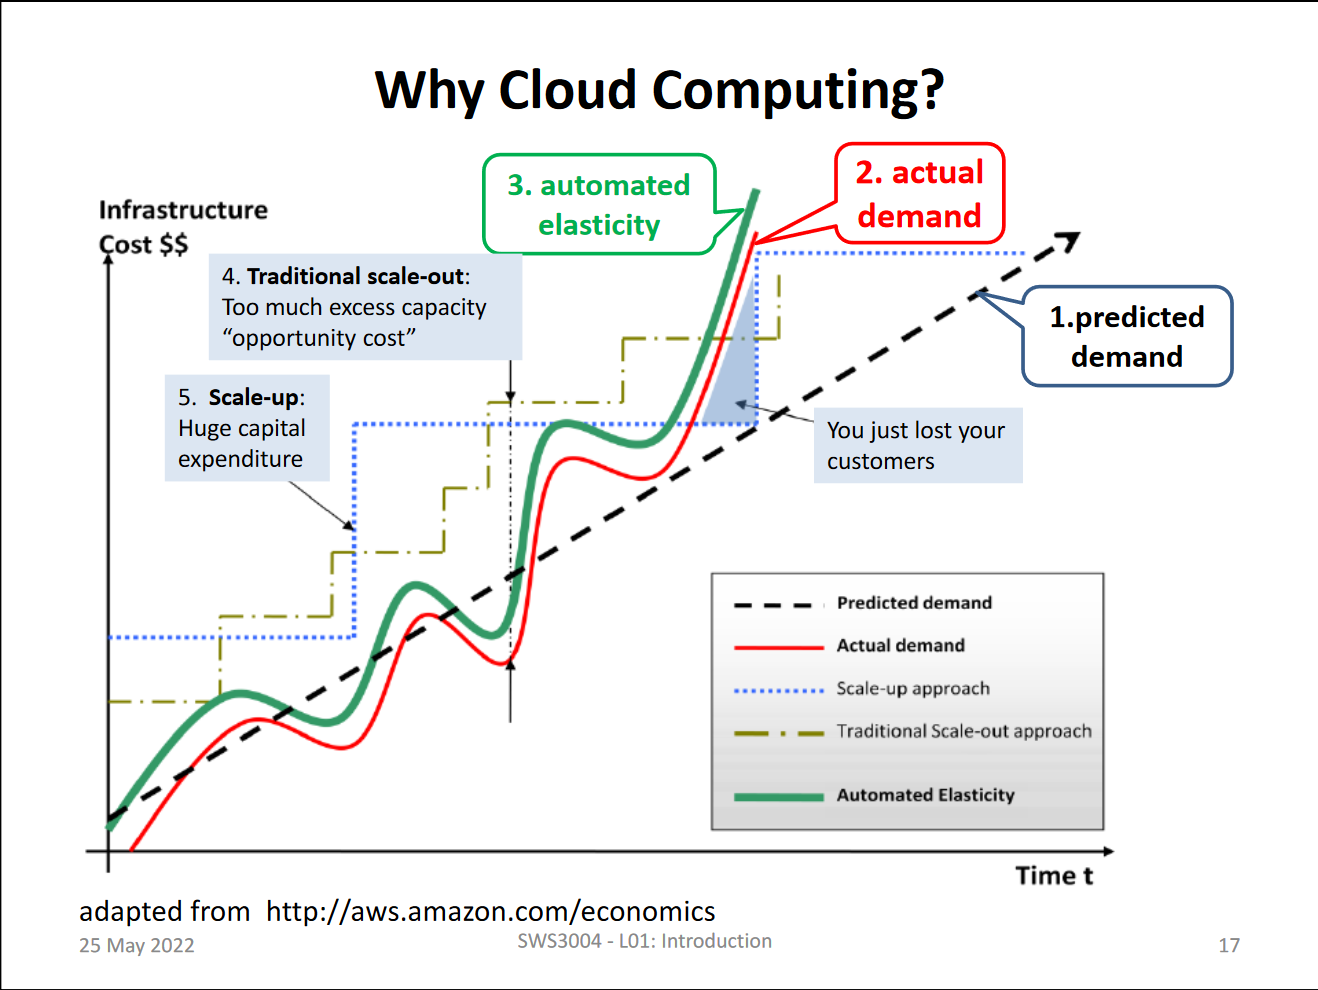 Why Cloud Computing?
3. automated
elasticity
2. actual
demand
Infrastructure
Cost $$
4. Traditional scale-out:
Too much excess capacity
“opportunity cost”
1.predicted
demand
5. Scale-up:
Huge capital
expenditure
You just lost your
customers
Predicted demand
Actual demand
Scale-up approach
Traditional Scale-out approach
Automated Elasticity
Time t
adapted from http://aws.amazon.com/economics
25 May 2022
SWS3004 - L01: Introduction
17